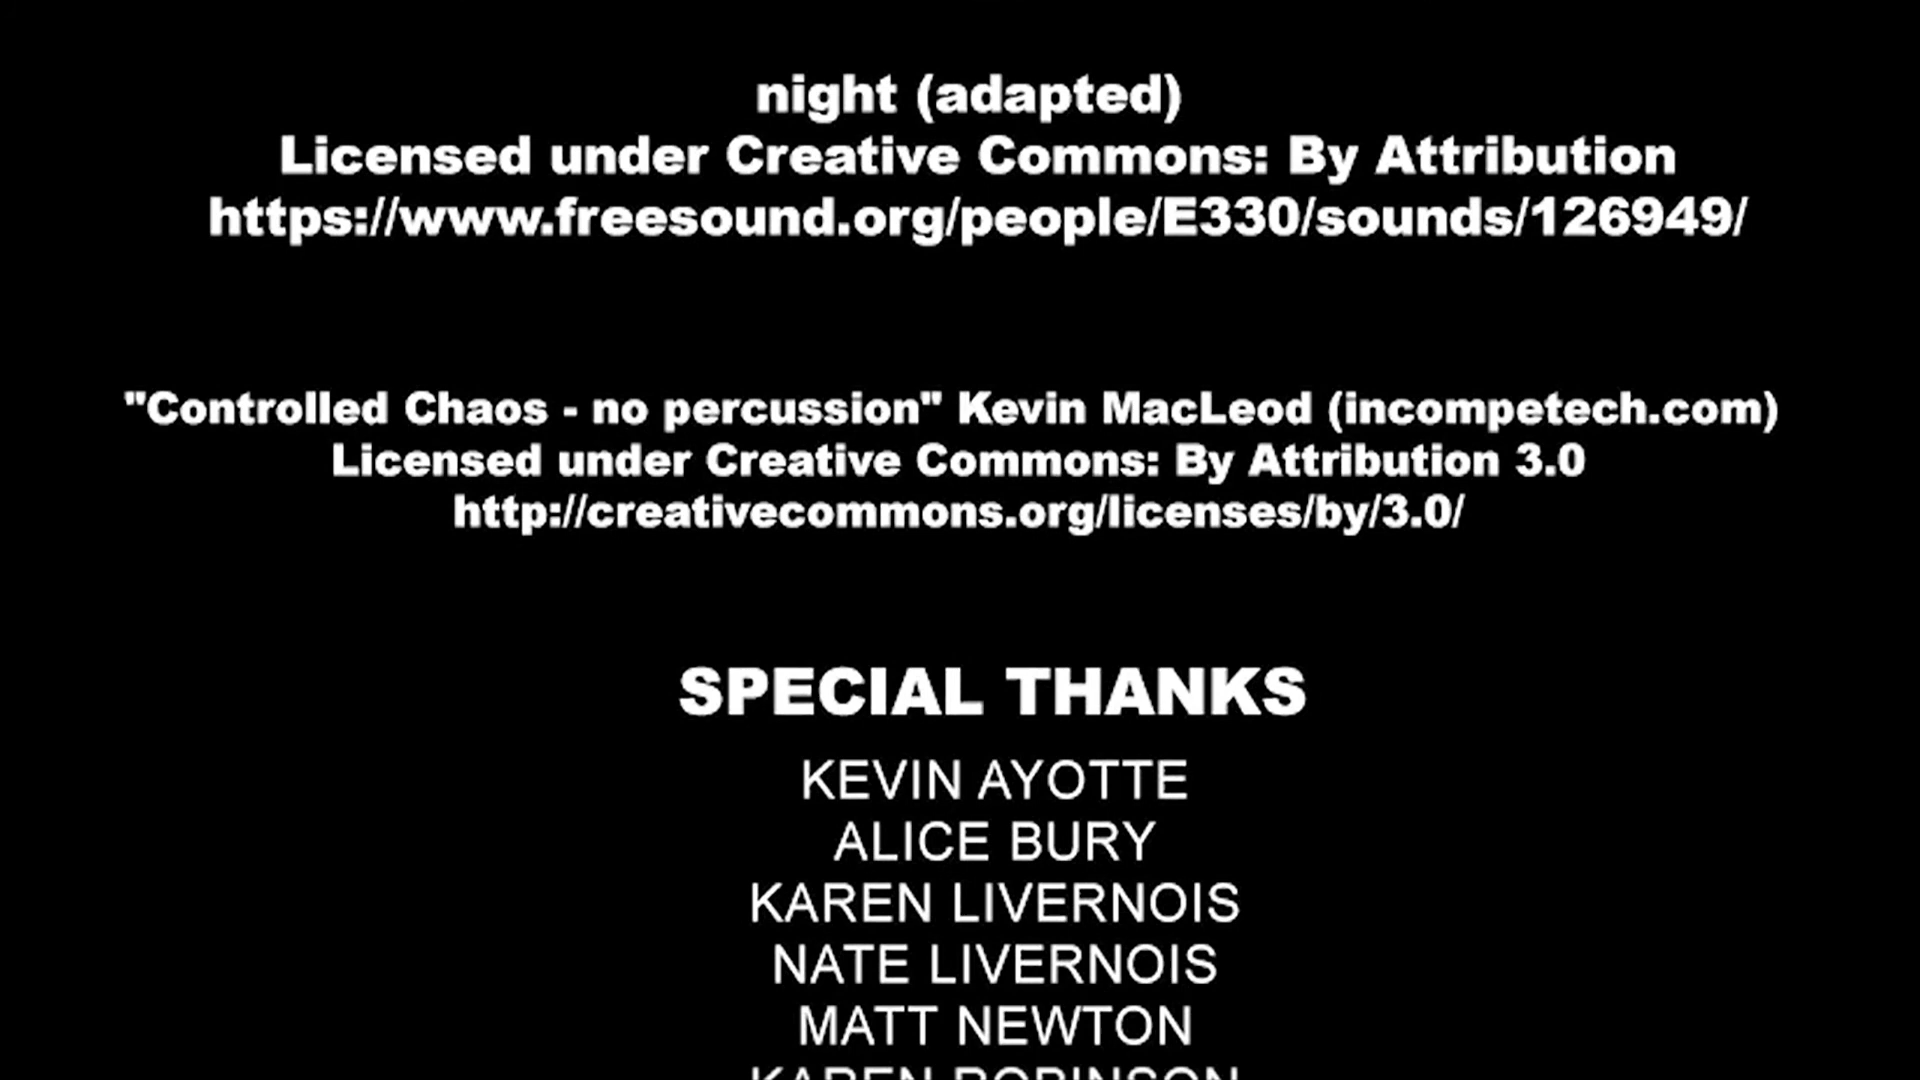 night (adapted)
Licensed under Creative Commons: By Attribution
https://www.freesound.org/people/E330/sounds/126949/
"Controlled Chaos - no percussion" Kevin MacLeod (incompetech.com)
Licensed under Creative Commons: By Attribution 3.0
http://creativecommons.org/licenses/by/3.0/
SPECIAL THANKS
KEVIN AYOTTE
ALICE BURY
KAREN LIVERNOIS
NATE LIVERNOIS
MATT NEWTON
KAREN ROBINSON